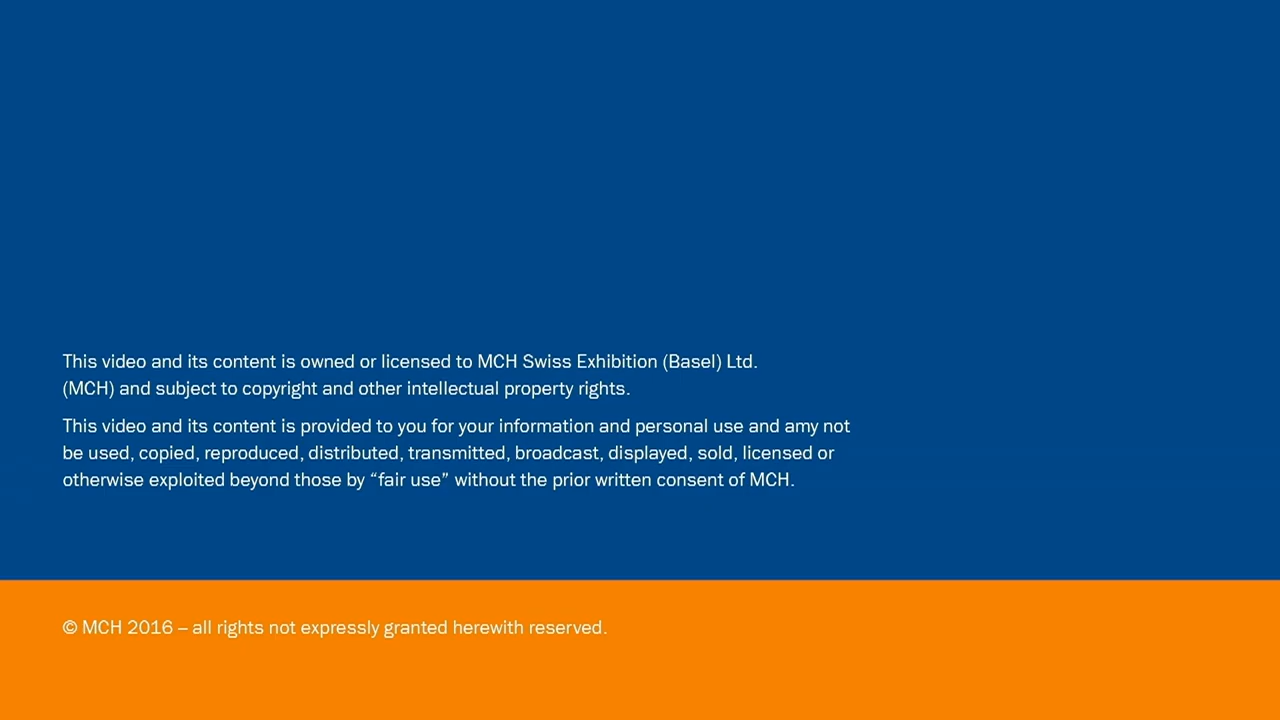 This video and its content is owned or licensed to MCH Swiss Exhibition (Basel) Ltd.
(MCH) and subject to copyright and other intellectual property rights.
This video and its content is provided to you for your information and personal use and amy not
be used, copied, reproduced, distributed, transmitted, broadcast, displayed, sold, licensed or
otherwise exploited beyond those by “fair use” without the prior written consent of MCH.
© MCH 2016 – all rights not expressly granted herewith reserved.